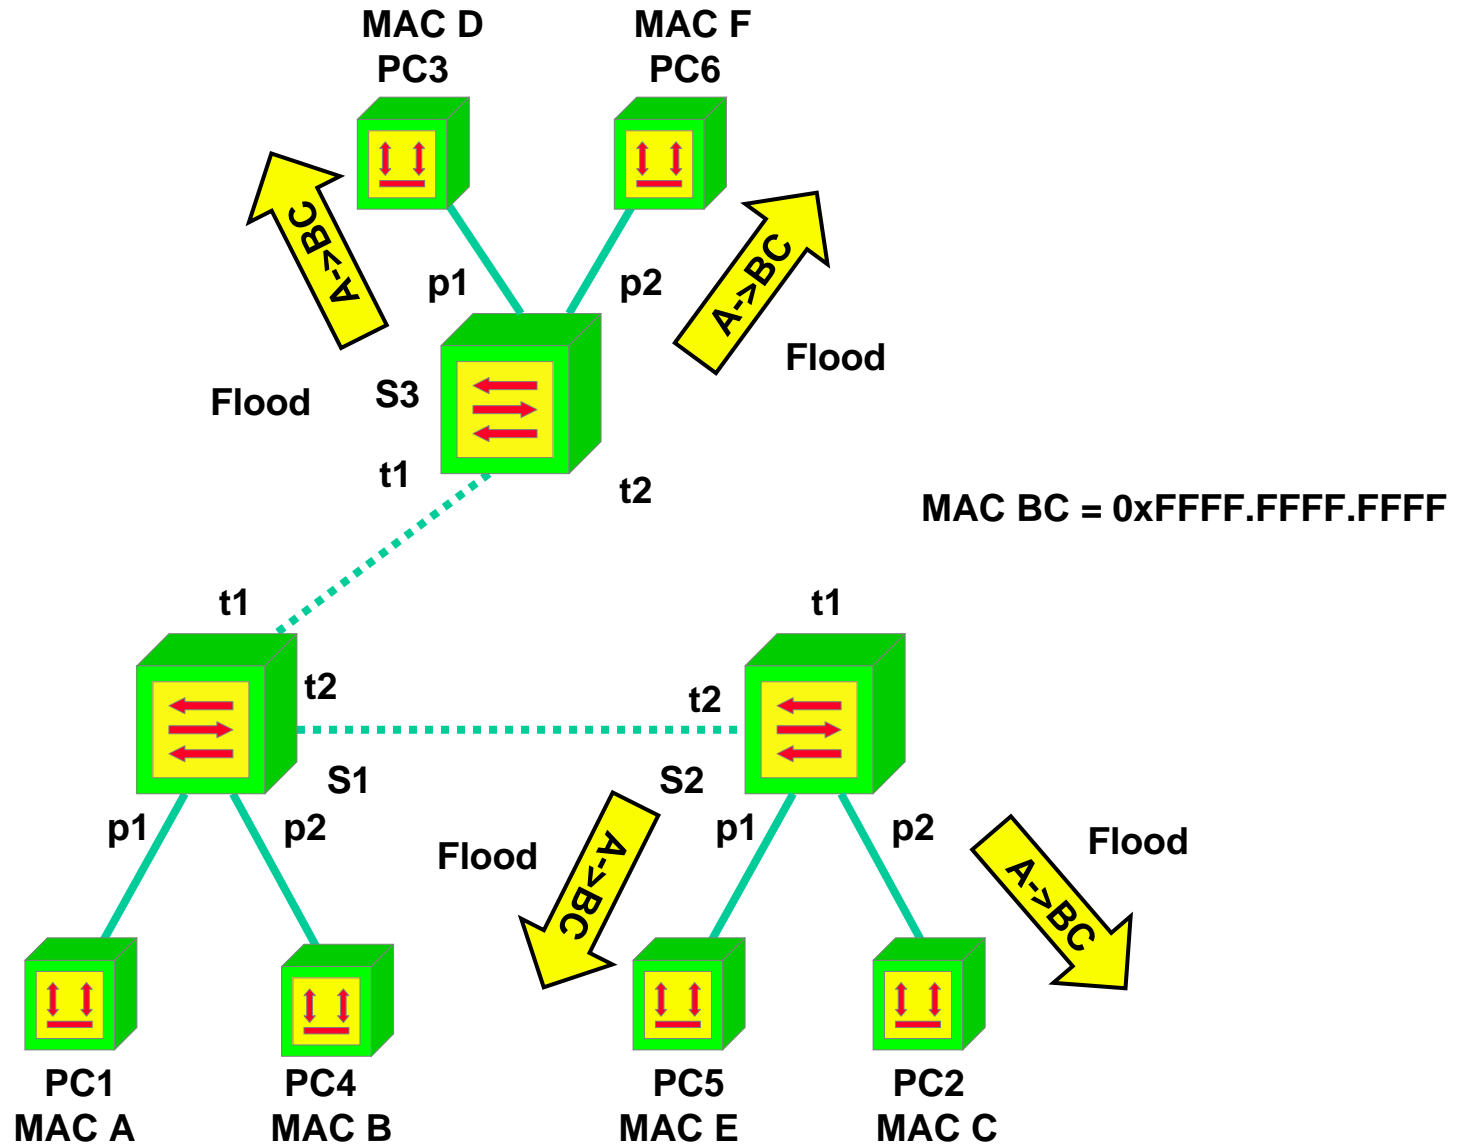 MAC D
PC3
MAC F
PC6
A->BC
p1
p2
A->BC
Flood
S3
Flood
t1
t2
MAC BC = 0xFFFF.FFFF.FFFF
t1
t1
t2
t2
S1
S2
p1
p2
Flood
A->BC
p1
p2
A->BC
Flood
PC1
MAC A
PC4
MAC B
PC5
MAC E
PC2
MAC C